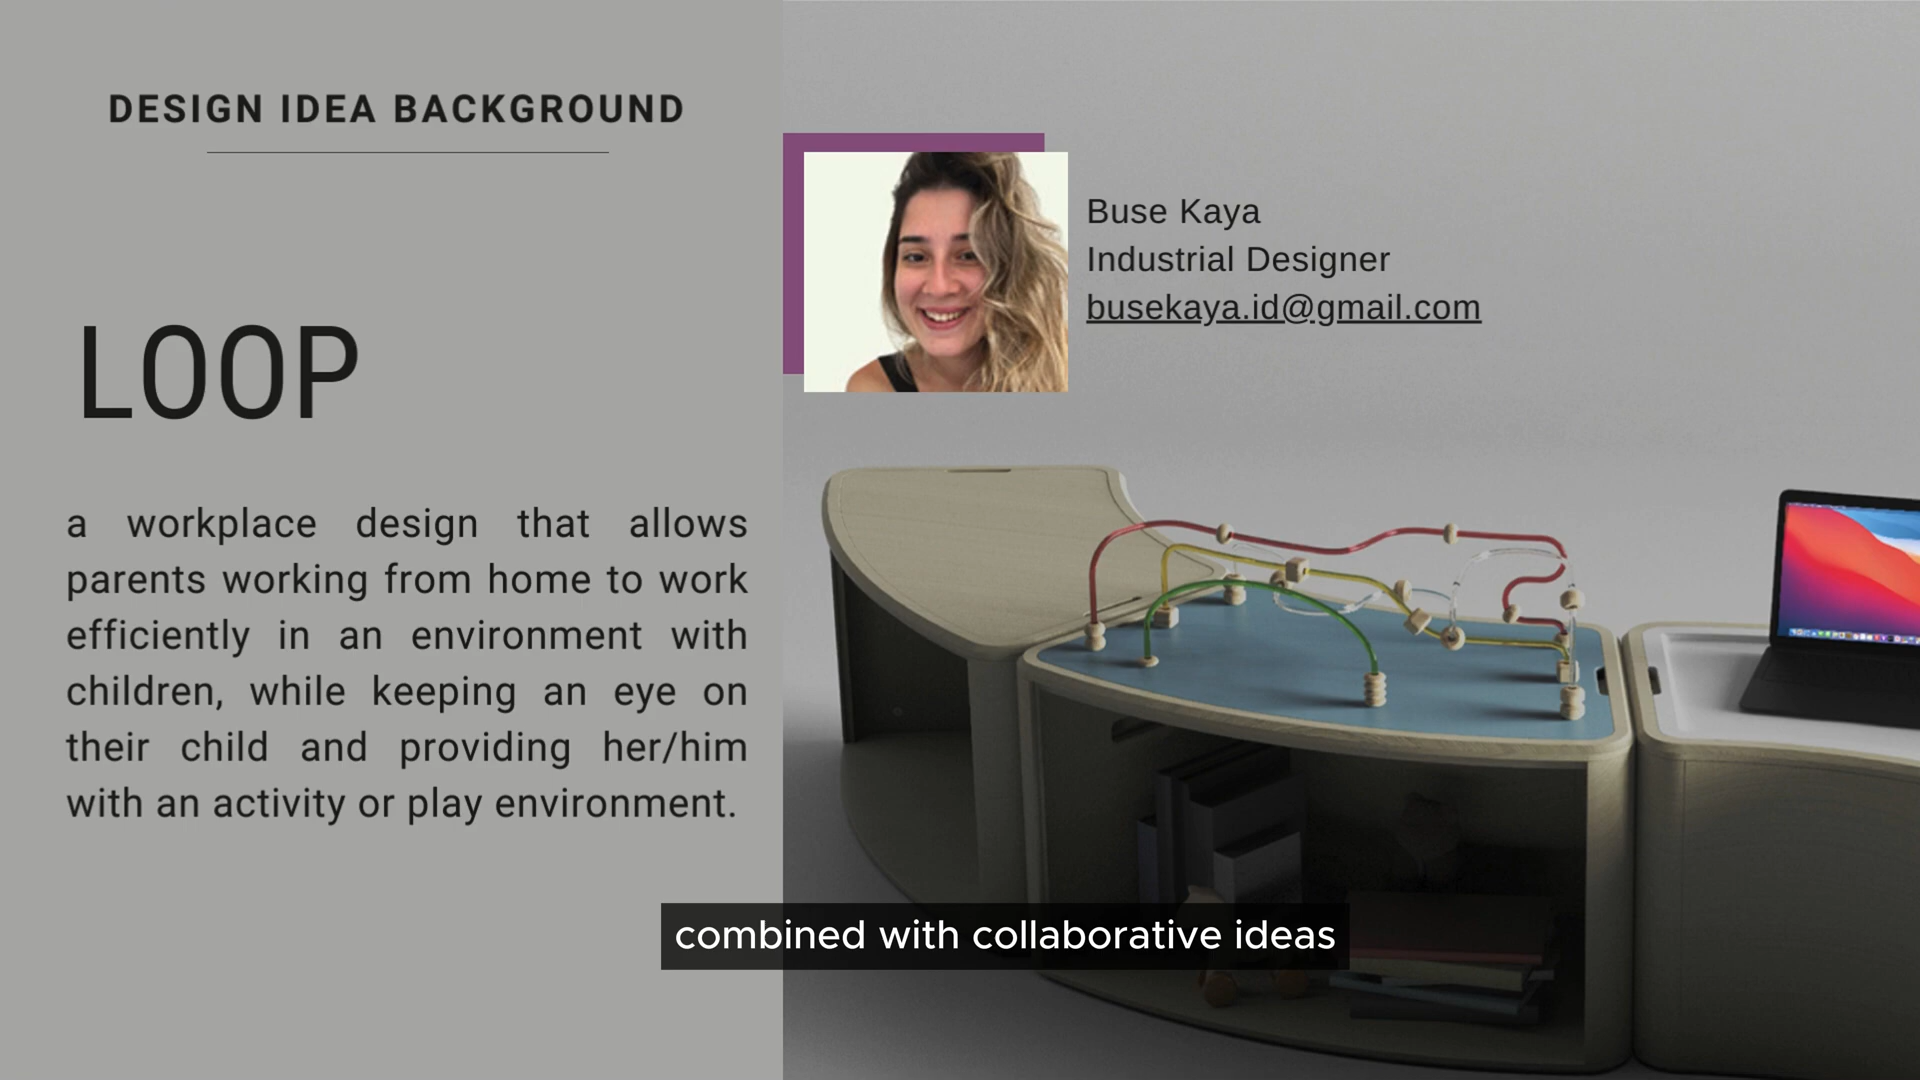 DESIGN IDEA BACKGROUND
LOOP
a workplace design that allows
parents working from home to work
efficiently in an environment with
children, while keeping an eye on
their child and providing her/him
with an activity or play environment.
Buse Kaya
Industrial Designer
busekaya.id@gmail.com
combined with collaborative ideas